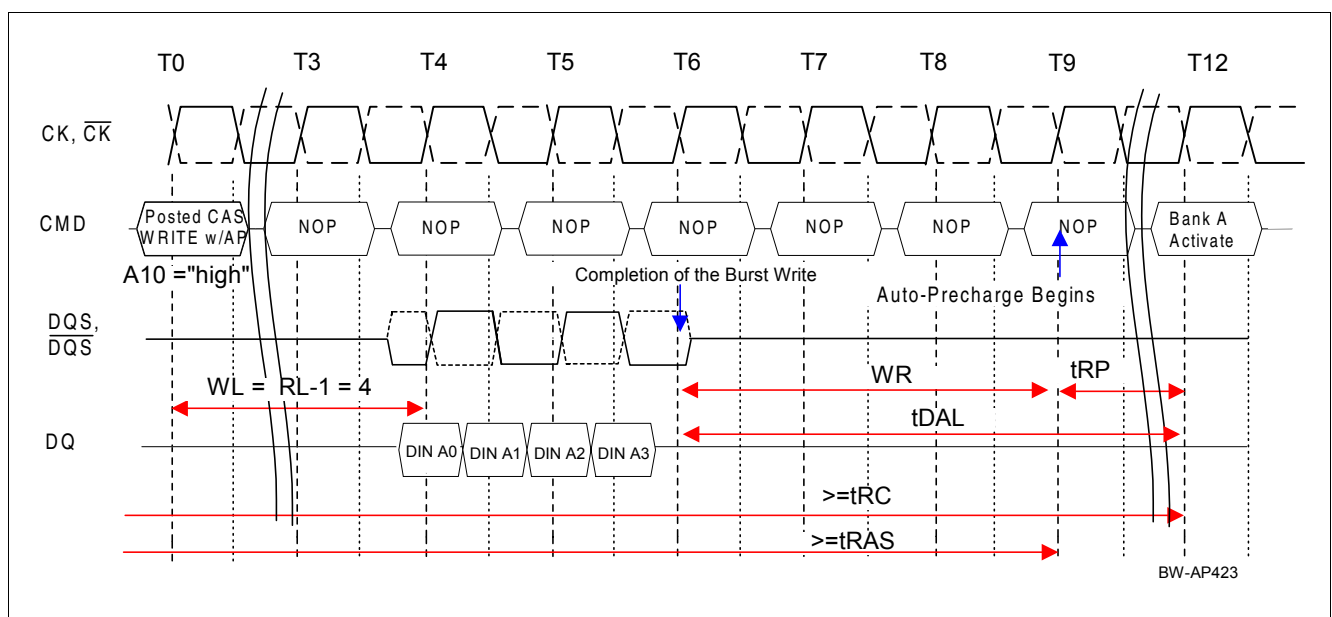 T0 T3 T4 T5 T6 T7 T8 T9 T12
CK, CK
CMD
Posted CAS
WRITE w/AP
NOP NOP NOP NOP NOP NOP NOP
Bank A
Activate
A10 ="high"
Completion of the Burst Write
Auto-Precharge Begins
DQS,
DQS
WL = RL-1 = 4
WR
tRP
tDAL
DQ
DIN A0 DIN A1 DIN A2 DIN A3
>=tRC
>=tRAS
BW-AP423